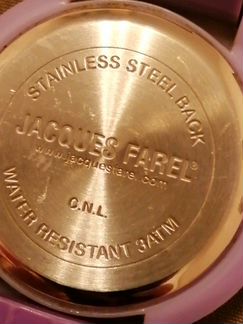 STAINLESS STEEL BACK
JACQUES FAREL®
www.jacquesfarel.com
C.N.L.
WATER RESISTANT 3ATM